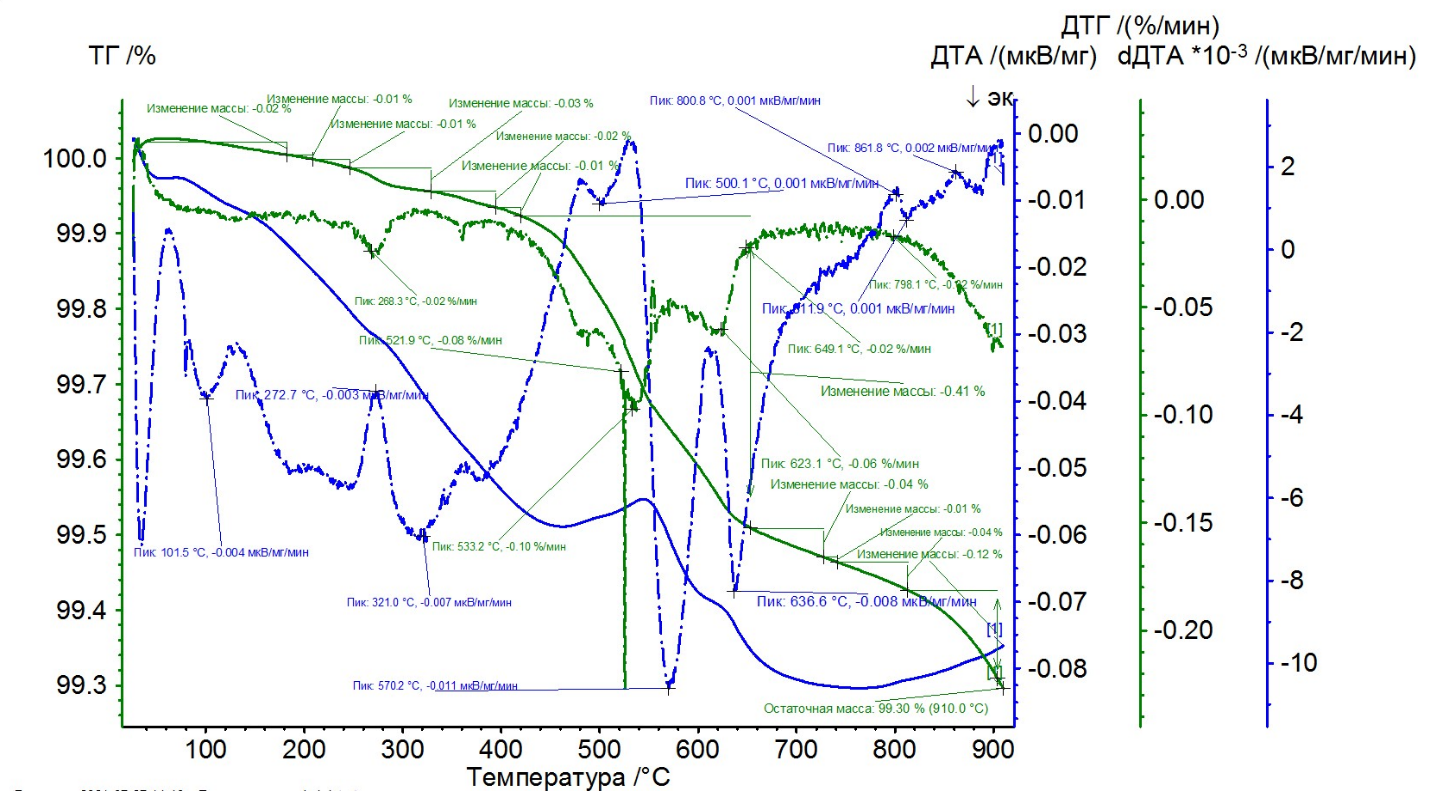 ДТГ /(%/мин)
ТГ /%
ДТА /(мкВ/мг)
dДТА *10-3 /(мкВ/мг/мин)
↓ эк
Изменение массы: -0.02 %
Изменение массы: -0.01 %
Изменение массы: -0.01 %
Изменение массы: -0.03 %
Изменение массы: -0.02 %
Изменение массы: -0.01 %
Пик: 800.8 °C, 0.001 мкВ/мг/мин
Пик: 861.8 °C, 0.002 мкВ/мг/мин
Пик: 500.1 °C, 0.001 мкВ/мг/мин
Пик: 268.3 °C, -0.02 %/мин
Пик: 798.1 °C, -0.02 %/мин
Пик: 811.9 °C, 0.001 мкВ/мг/мин
Пик: 521.9 °C, -0.08 %/мин
Пик: 649.1 °C, -0.02 %/мин
[1]
Пик: 272.7 °C, -0.003 мкВ/мг/мин
Изменение массы: -0.41 %
Пик: 623.1 °C, -0.06 %/мин
Изменение массы: -0.04 %
Изменение массы: -0.01 %
Изменение массы: -0.04 %
Изменение массы: -0.12 %
Пик: 101.5 °C, -0.004 мкВ/мг/мин
Пик: 533.2 °C, -0.10 %/мин
Пик: 321.0 °C, -0.007 мкВ/мг/мин
Пик: 636.6 °C, -0.008 мкВ/мг/мин
[1]
Пик: 570.2 °C, -0.011 мкВ/мг/мин
Остаточная масса: 99.30 % (910.0 °C)
100.0
99.9
99.8
99.7
99.6
99.5
99.4
99.3
0.00
-0.01
-0.02
-0.03
-0.04
-0.05
-0.06
-0.07
-0.08
0.00
-0.05
-0.10
-0.15
-0.20
2
0
-2
-4
-6
-8
-10
100 200 300 400 500 600 700 800 900
Температура /°C